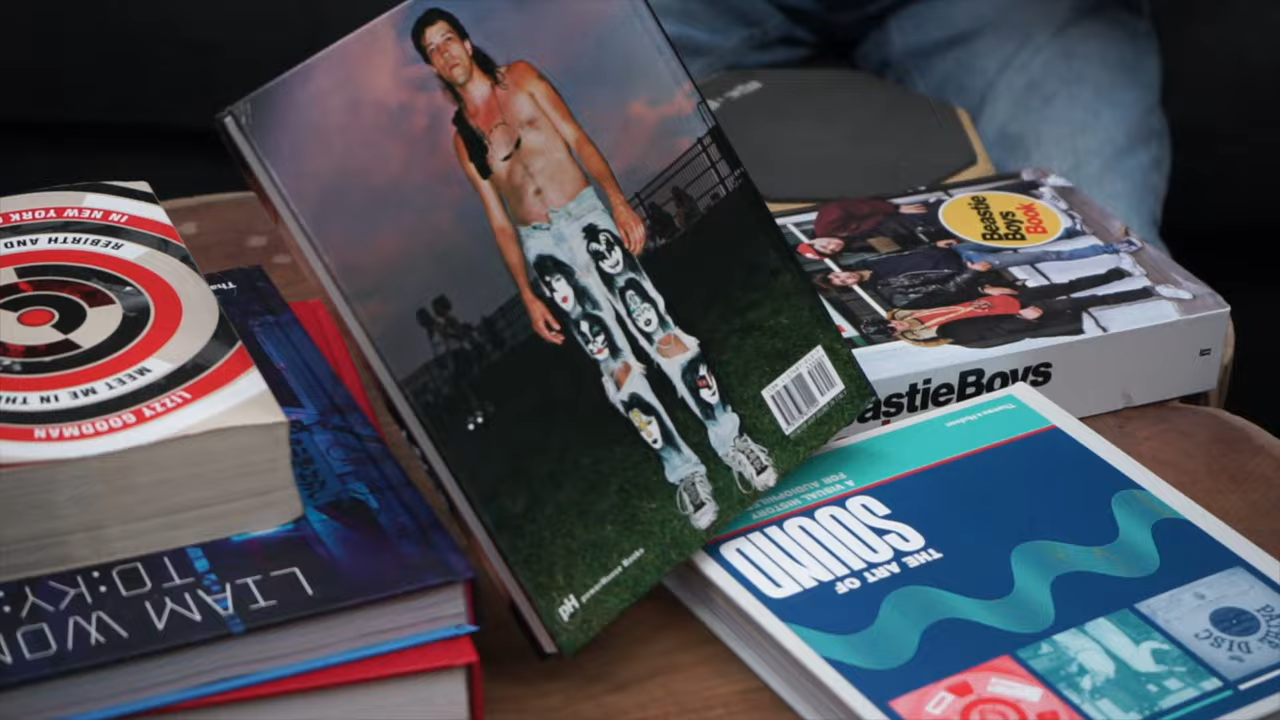 IN NEW YORK
REBIRTH AND
MEET ME IN THE
LIZZY GOODMAN
LIAM WON
TO:KY:
pH powerHouse Books
Beastie
Boys
Book
astieBoys
Thames & Hudson
A VISUAL HISTORY
FOR AUDIOPHILES
THE ART OF
SOUND
DISC